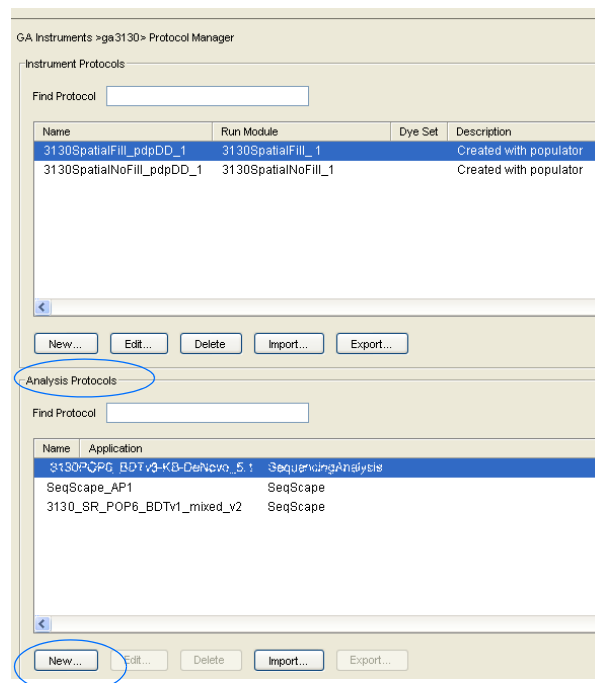 GA Instruments >ga3130> Protocol Manager
Instrument Protocols
Find Protocol
Name Run Module Dye Set Description
3130SpatialFill_pdpDD_1 3130SpatialFill_1 Created with populator
3130SpatialNoFill_pdpDD_1 3130SpatialNoFill_1 Created with populator
New... Edit... Delete Import... Export...
Analysis Protocols
Find Protocol
Name Application
3130POP6_BDTv3-KB-DeNovo_5.1 SequencingAnalysis
SeqScape_AP1 SeqScape
3130_SR_POP6_BDTv1_mixed_v2 SeqScape
New... Edit... Delete Import... Export...